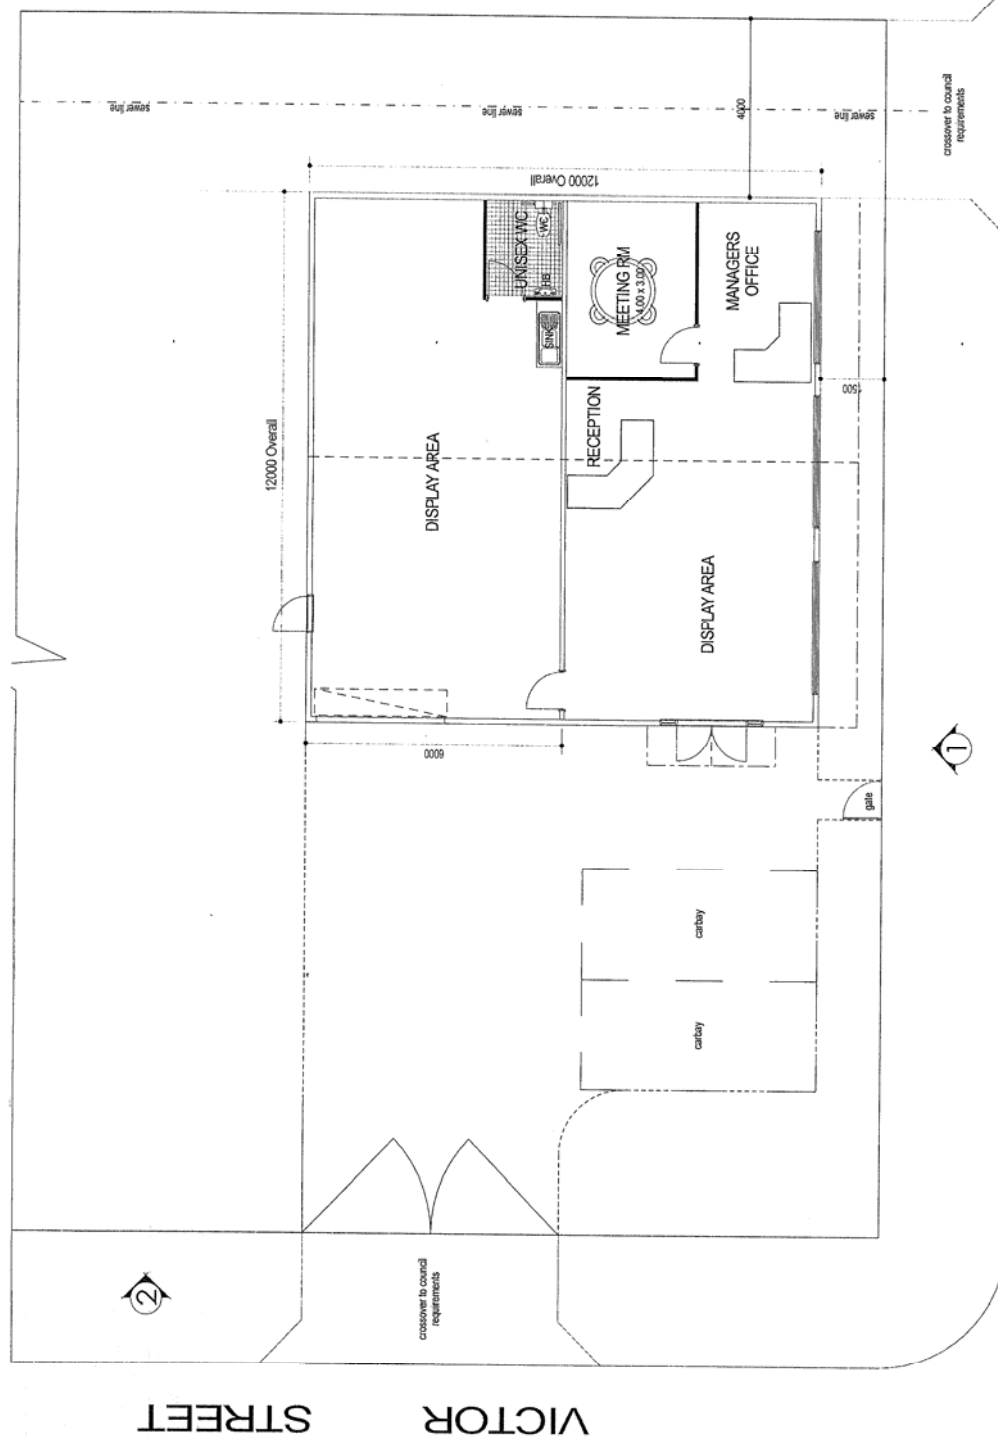 sewer line
sewer line
sewer line
crossover to council
requirements
4000
12000 Overall
12000 Overall
UNISEX WC
WC
HB
SINK
MEETING RM
4.00 x 3.00
MANAGERS
OFFICE
RECEPTION
DISPLAY AREA
DISPLAY AREA
1500
6000
gate
1
carbay
carbay
crossover to council
requirements
2
VICTOR
STREET